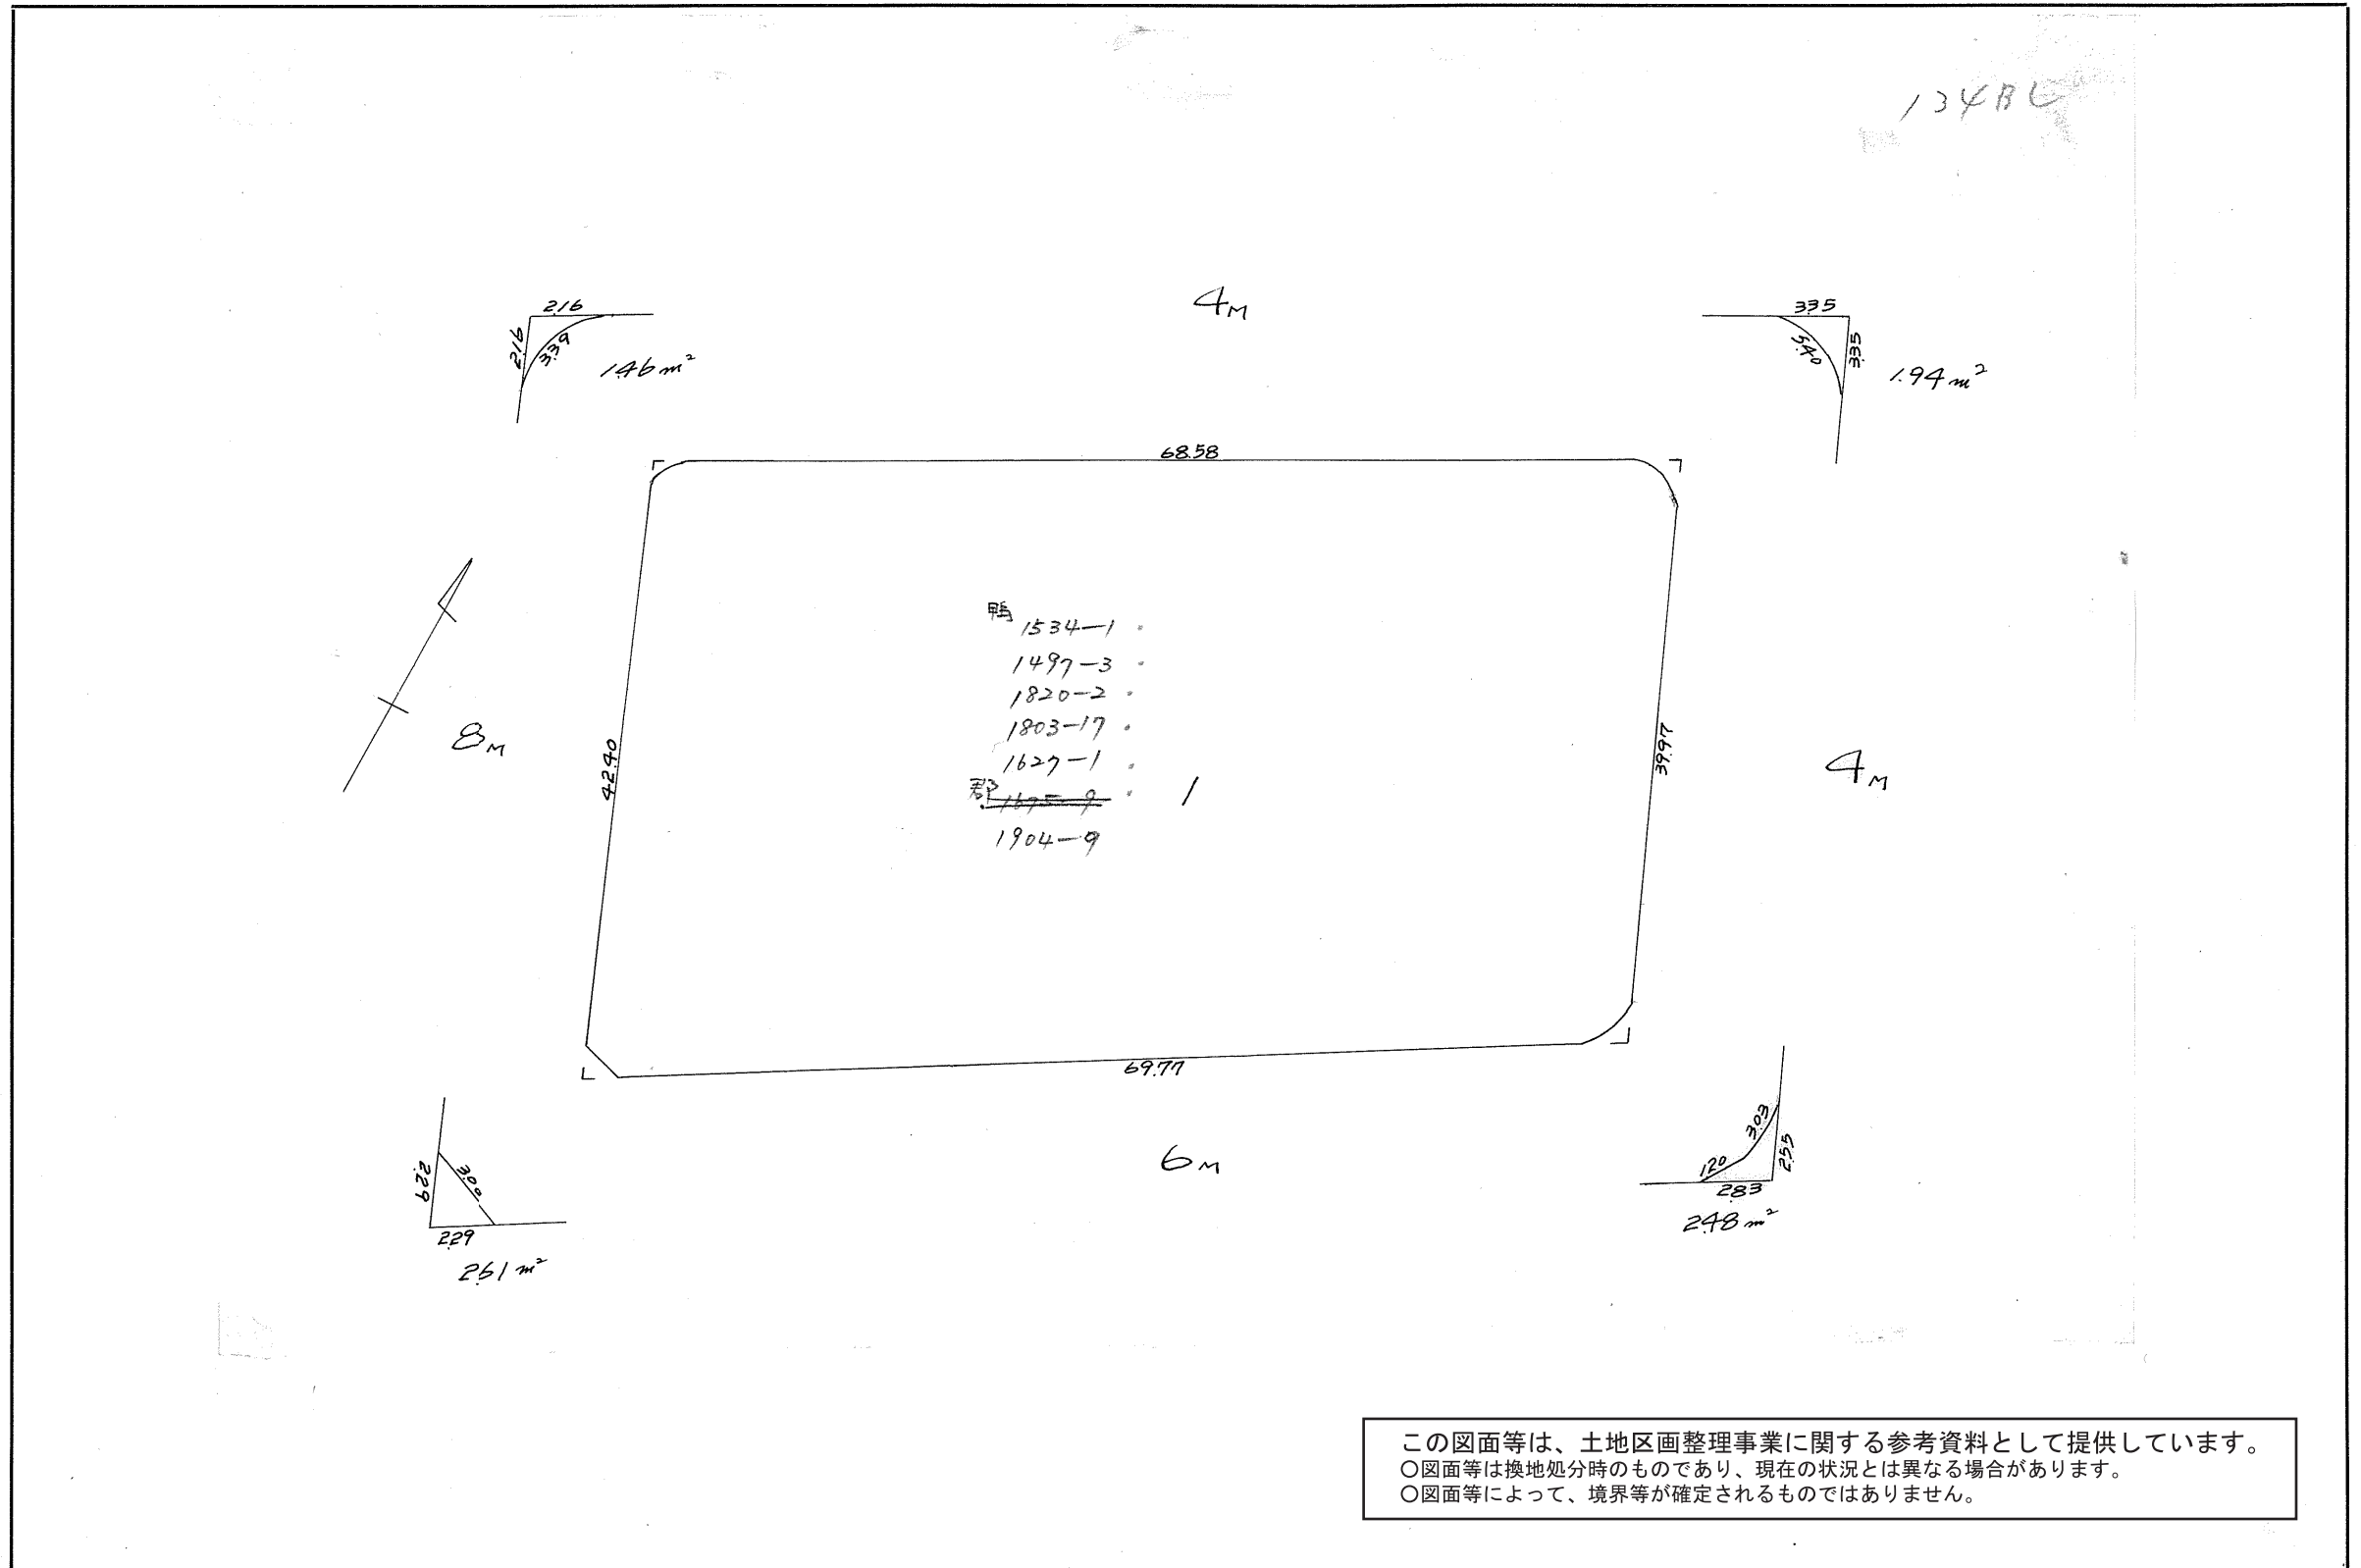 134BL
4M
2.16
2.16
3.39
1.46m²
3.35
3.35
5.40
1.94m²
68.58
鴨
1534-1
1497-3
1820-2
1803-17
1627-1
郡 1675-9
1904-9
1
8M
42.40
39.97
4M
69.77
6M
2.29
3.00
2.29
2.61m²
3.03
1.20
2.55
2.83
2.48m²
この図面等は、土地区画整理事業に関する参考資料として提供しています。
○図面等は換地処分時のものであり、現在の状況とは異なる場合があります。
○図面等によって、境界等が確定されるものではありません。